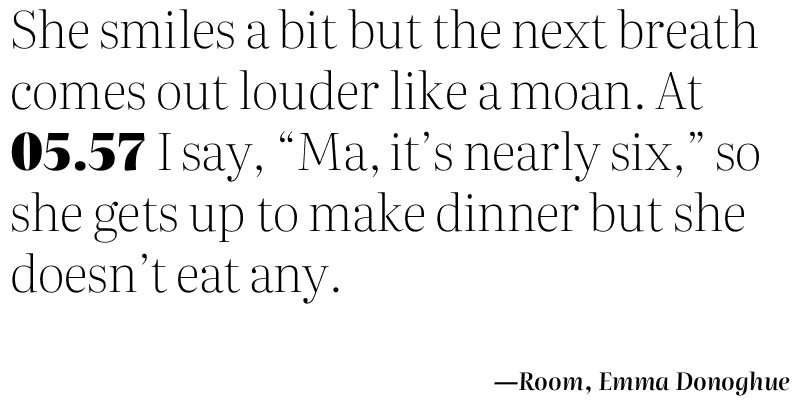 She smiles a bit but the next breath
comes out louder like a moan. At
05.57 I say, “Ma, it’s nearly six,” so
she gets up to make dinner but she
doesn’t eat any.
—Room, Emma Donoghue